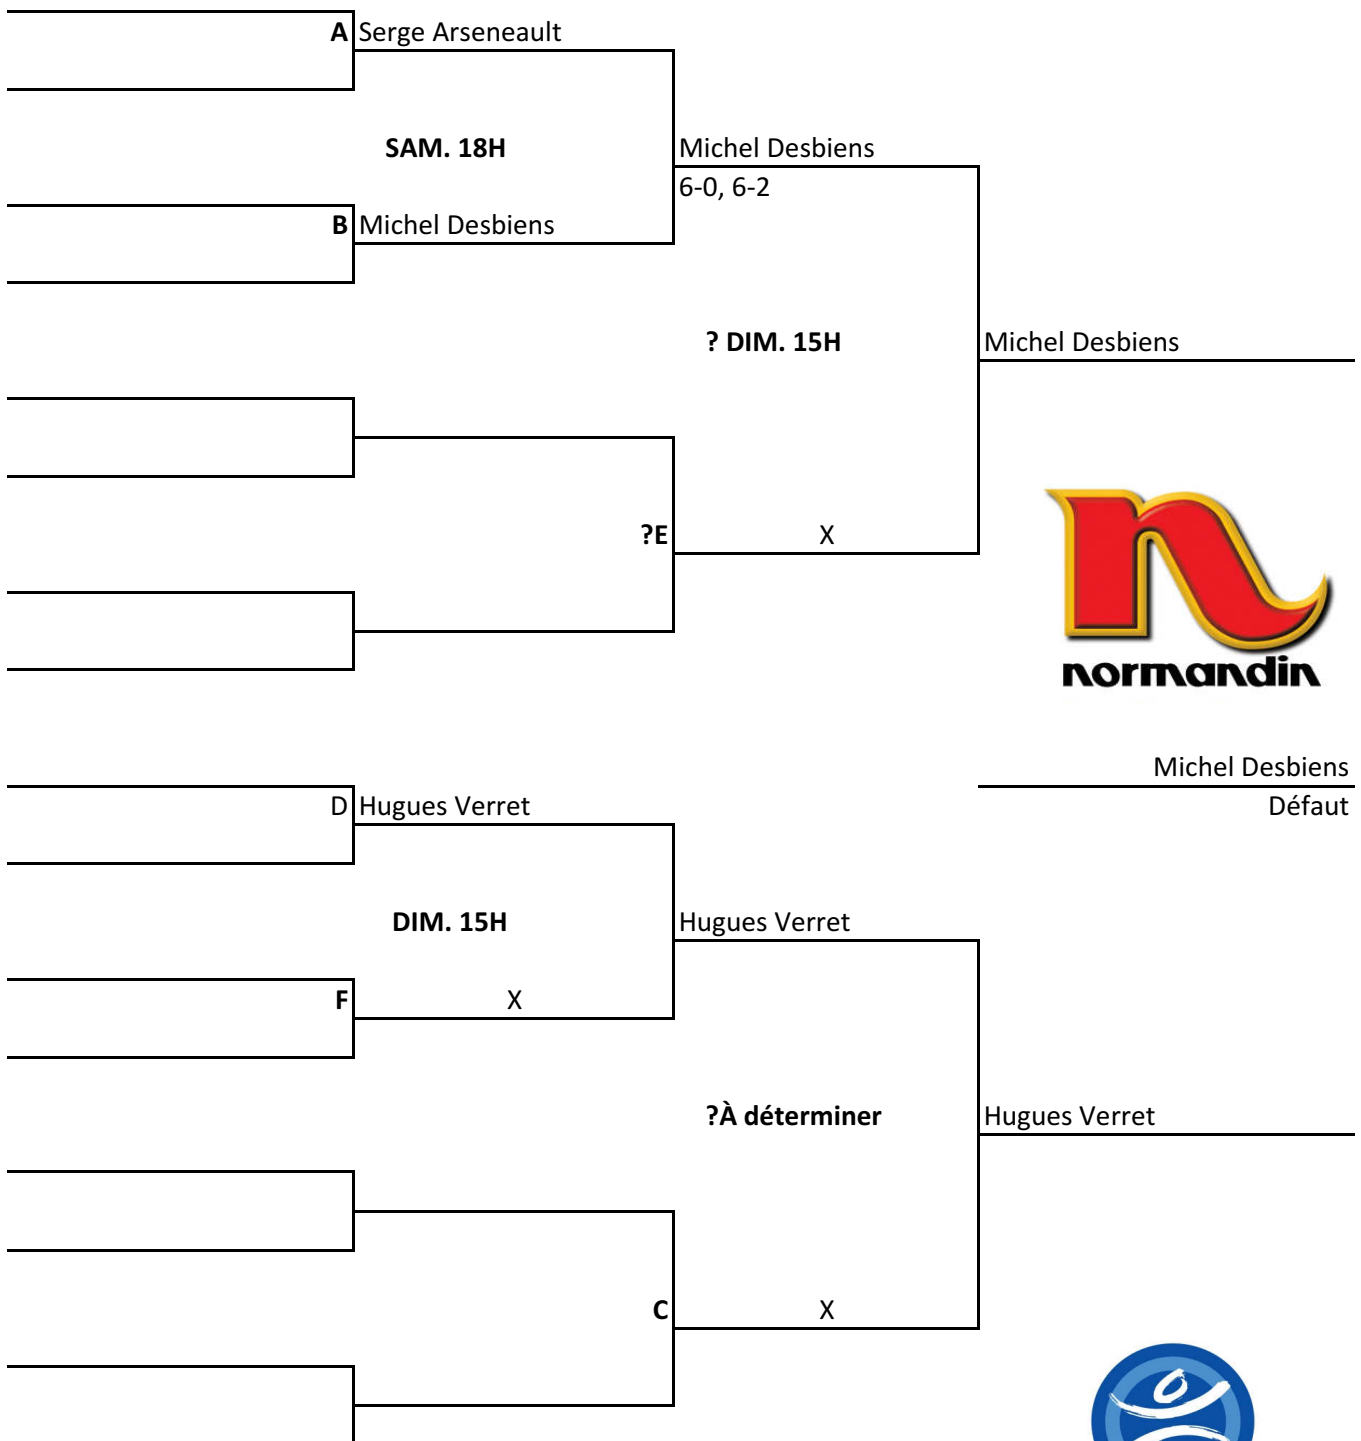 A Serge Arseneault
SAM. 18H
Michel Desbiens
6-0, 6-2
B Michel Desbiens
? DIM. 15H
Michel Desbiens
?E
X
normandin
Michel Desbiens
Défaut
D Hugues Verret
DIM. 15H
Hugues Verret
F
X
?À déterminer
Hugues Verret
C
X